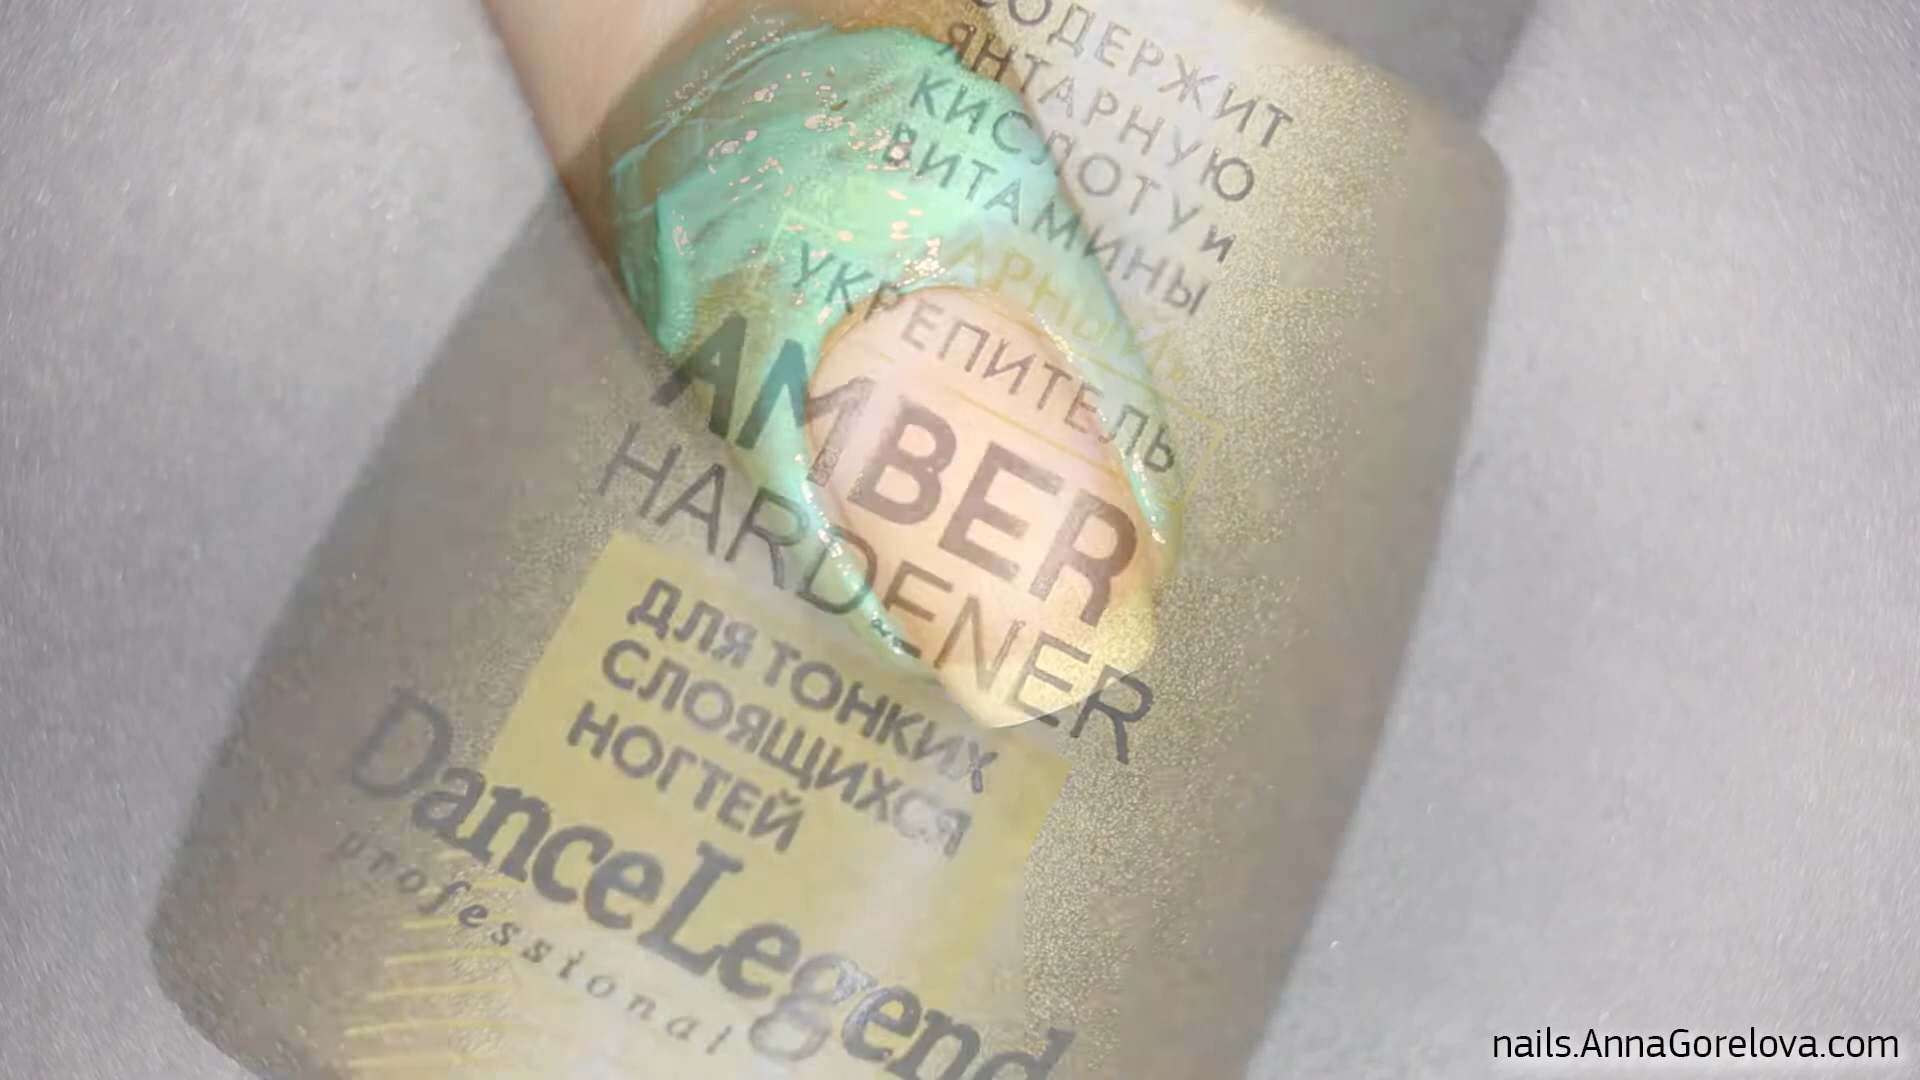 СОДЕРЖИТ
ЯНТАРНУЮ
КИСЛОТУ и
ВИТАМИНЫ
УКРЕПИТЕЛЬ
AMBER
HARDENER
ДЛЯ ТОНКИХ
СЛОЯЩИХСЯ
НОГТЕЙ
DanceLegend
professional
nails.AnnaGorelova.com